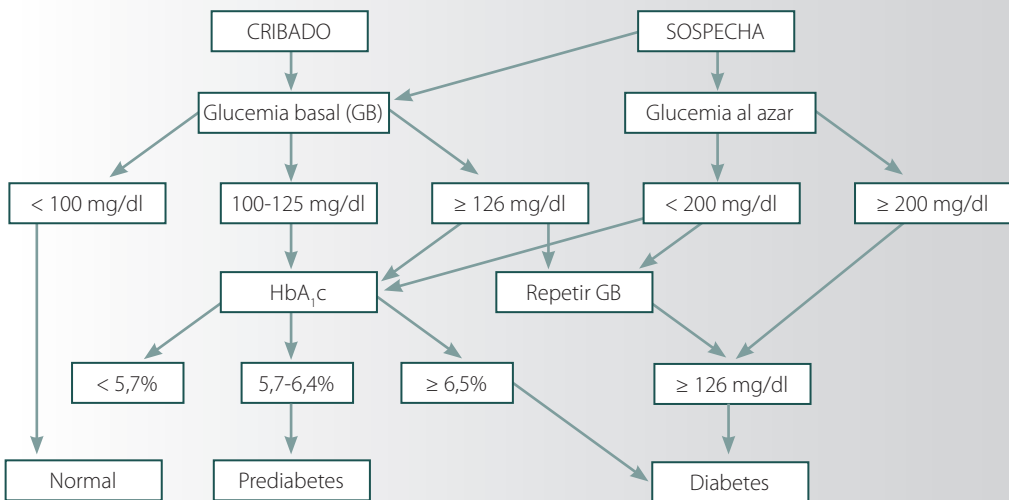 CRIBADO
SOSPECHA
Glucemia basal (GB)
Glucemia al azar
< 100 mg/dl
100-125 mg/dl
≥ 126 mg/dl
< 200 mg/dl
≥ 200 mg/dl
HbA₁c
Repetir GB
< 5,7%
5,7-6,4%
≥ 6,5%
≥ 126 mg/dl
Normal
Prediabetes
Diabetes